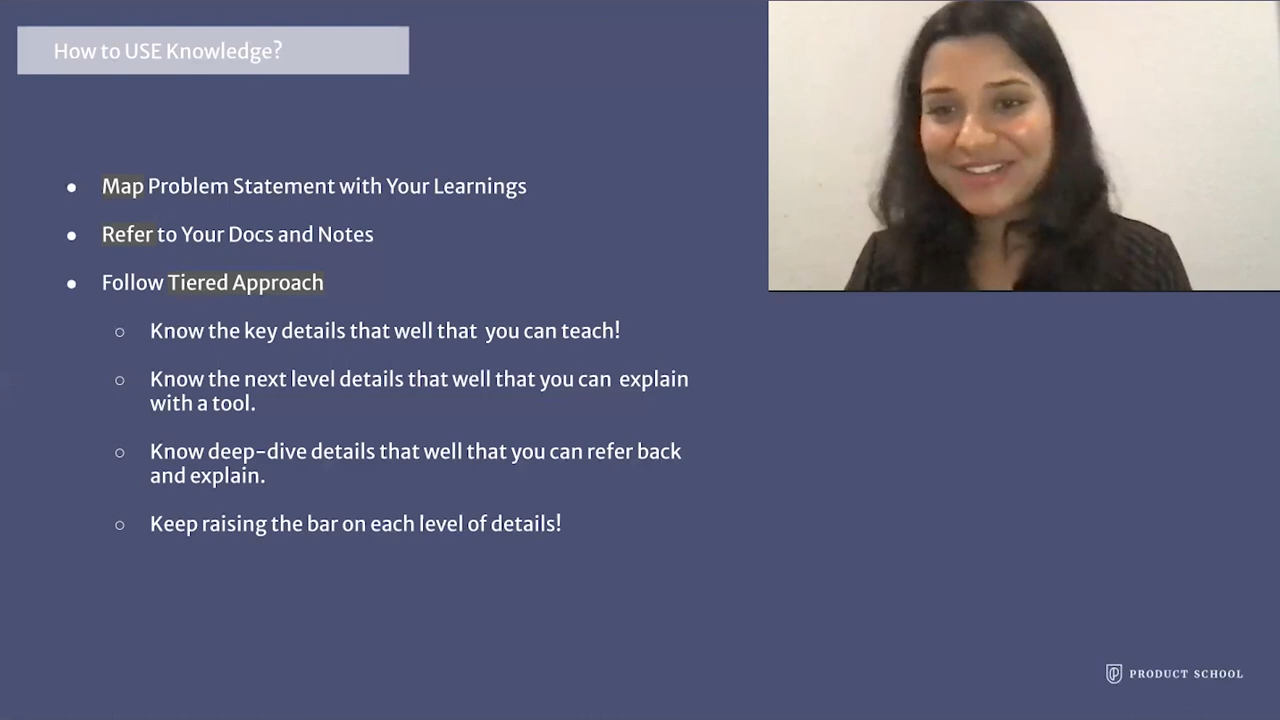 How to USE Knowledge?
● Map Problem Statement with Your Learnings
● Refer to Your Docs and Notes
● Follow Tiered Approach
○ Know the key details that well that you can teach!
○ Know the next level details that well that you can explain
with a tool.
○ Know deep-dive details that well that you can refer back
and explain.
○ Keep raising the bar on each level of details!
PRODUCT SCHOOL